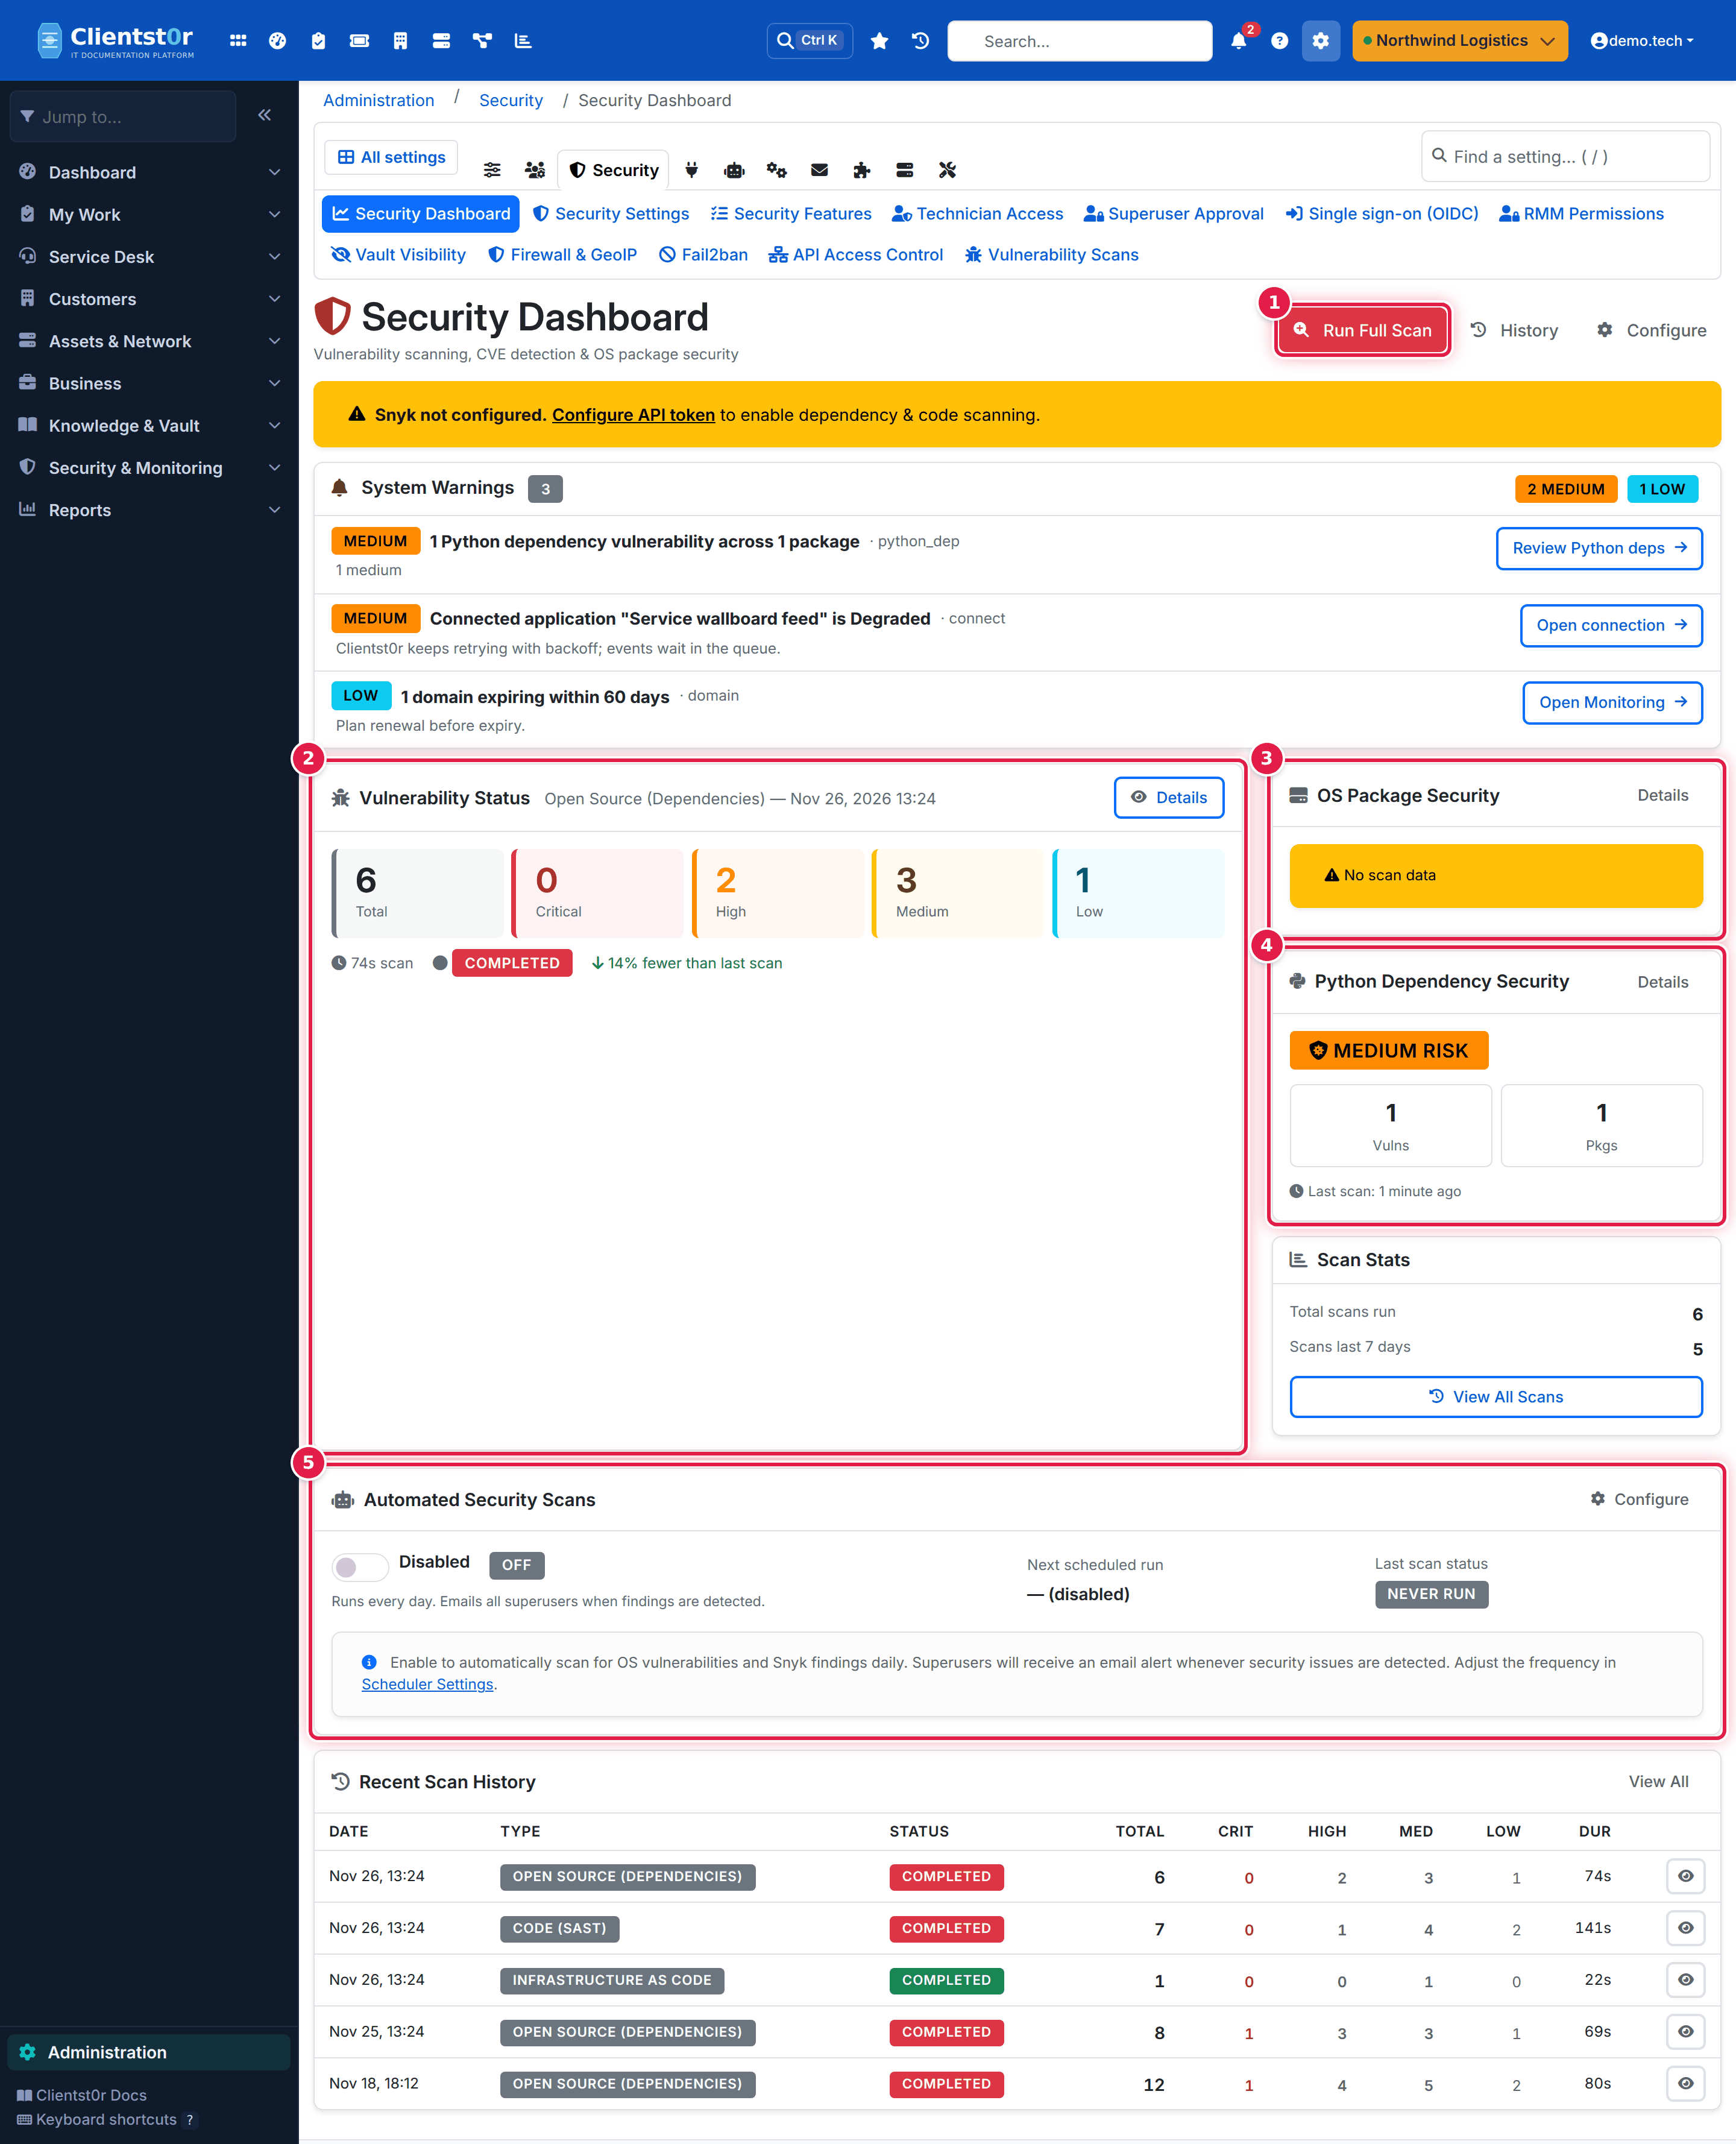 Clientst0r
IT DOCUMENTATION PLATFORM
Ctrl K
Search...
2
Northwind Logistics
demo.tech
Jump to...
Dashboard
My Work
Service Desk
Customers
Assets & Network
Business
Knowledge & Vault
Security & Monitoring
Reports
Administration
Clientst0r Docs
Keyboard shortcuts ?
Administration / Security / Security Dashboard
All settings
Security
Find a setting... ( / )
Security Dashboard
Security Settings
Security Features
Technician Access
Superuser Approval
Single sign-on (OIDC)
RMM Permissions
Vault Visibility
Firewall & GeoIP
Fail2ban
API Access Control
Vulnerability Scans
Security Dashboard
Vulnerability scanning, CVE detection & OS package security
1
Run Full Scan
History
Configure
Snyk not configured. Configure API token to enable dependency & code scanning.
System Warnings 3
2 MEDIUM 1 LOW
MEDIUM 1 Python dependency vulnerability across 1 package · python_dep
1 medium
Review Python deps
MEDIUM Connected application "Service wallboard feed" is Degraded · connect
Clientst0r keeps retrying with backoff; events wait in the queue.
Open connection
LOW 1 domain expiring within 60 days · domain
Plan renewal before expiry.
Open Monitoring
2
Vulnerability Status Open Source (Dependencies) — Nov 26, 2026 13:24
Details
6
Total
0
Critical
2
High
3
Medium
1
Low
74s scan COMPLETED 14% fewer than last scan
3
OS Package Security Details
No scan data
4
Python Dependency Security Details
MEDIUM RISK
1
Vulns
1
Pkgs
Last scan: 1 minute ago
Scan Stats
Total scans run 6
Scans last 7 days 5
View All Scans
5
Automated Security Scans Configure
Disabled OFF
Runs every day. Emails all superusers when findings are detected.
Next scheduled run
— (disabled)
Last scan status
NEVER RUN
Enable to automatically scan for OS vulnerabilities and Snyk findings daily. Superusers will receive an email alert whenever security issues are detected. Adjust the frequency in
Scheduler Settings.
Recent Scan History View All
DATE TYPE STATUS TOTAL CRIT HIGH MED LOW DUR
Nov 26, 13:24 OPEN SOURCE (DEPENDENCIES) COMPLETED 6 0 2 3 1 74s
Nov 26, 13:24 CODE (SAST) COMPLETED 7 0 1 4 2 141s
Nov 26, 13:24 INFRASTRUCTURE AS CODE COMPLETED 1 0 0 1 0 22s
Nov 25, 13:24 OPEN SOURCE (DEPENDENCIES) COMPLETED 8 1 3 3 1 69s
Nov 18, 18:12 OPEN SOURCE (DEPENDENCIES) COMPLETED 12 1 4 5 2 80s